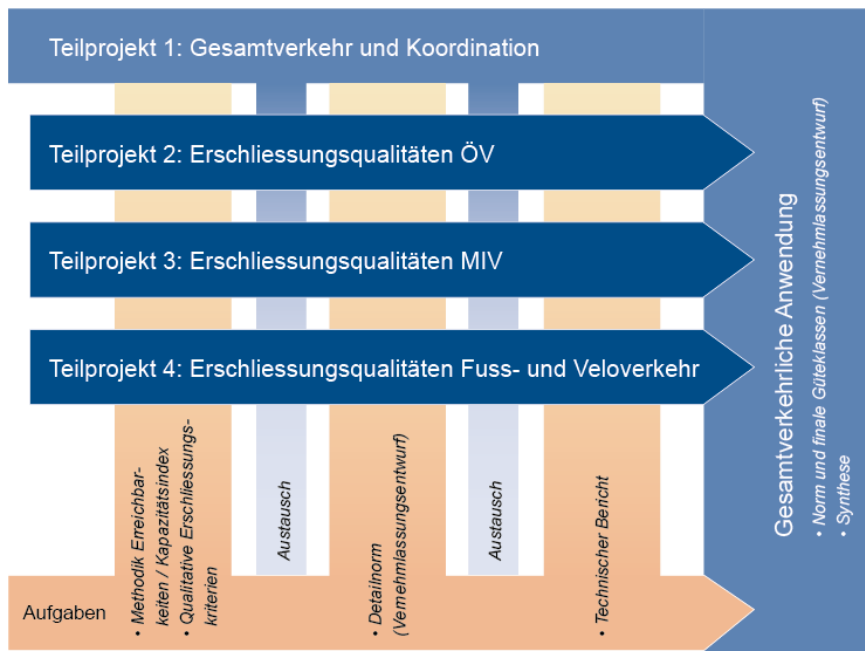 Teilprojekt 1: Gesamtverkehr und Koordination
Teilprojekt 2: Erschliessungsqualitäten ÖV
Teilprojekt 3: Erschliessungsqualitäten MIV
Teilprojekt 4: Erschliessungsqualitäten Fuss- und Veloverkehr
Aufgaben
• Methodik Erreichbar-
keiten / Kapazitätsindex
• Qualitative Erschliessungs-
kriterien
Austausch
• Detailnorm
(Vernehmlassungsentwurf)
Austausch
• Technischer Bericht
Gesamtverkehrliche Anwendung
• Norm und finale Güteklassen (Vernehmlassungsentwurf)
• Synthese